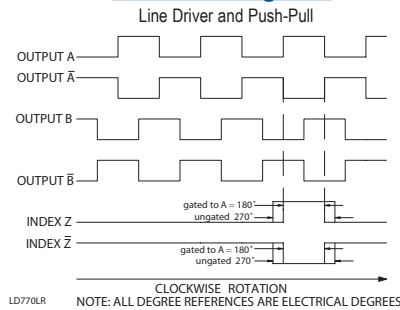 Line Driver and Push-Pull
OUTPUT A
OUTPUT A̅
OUTPUT B
OUTPUT B̅
gated to A = 180°
ungated 270°
INDEX Z
INDEX Z̅
gated to A = 180°
ungated 270°
CLOCKWISE ROTATION
LD770LR
NOTE: ALL DEGREE REFERENCES ARE ELECTRICAL DEGREES